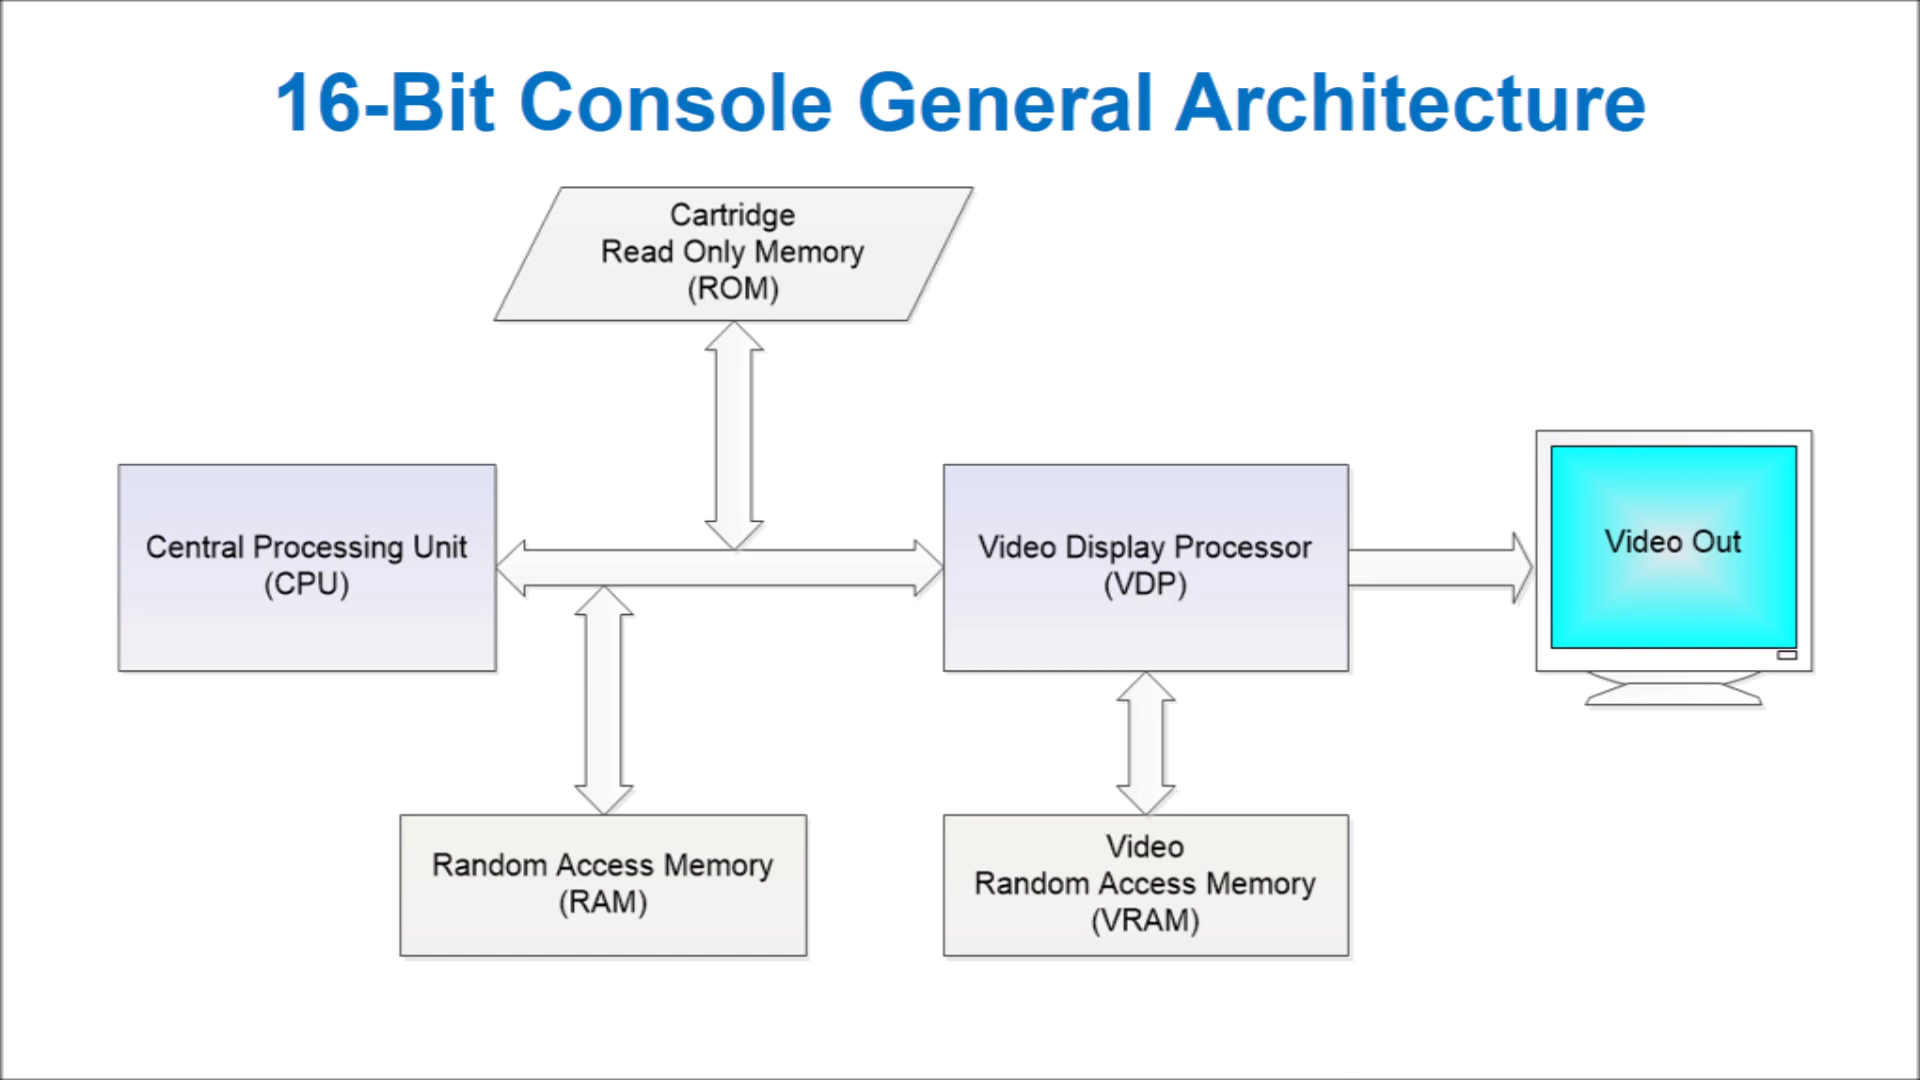 16-Bit Console General Architecture
Cartridge
Read Only Memory
(ROM)
Central Processing Unit
(CPU)
Video Display Processor
(VDP)
Video Out
Random Access Memory
(RAM)
Video
Random Access Memory
(VRAM)